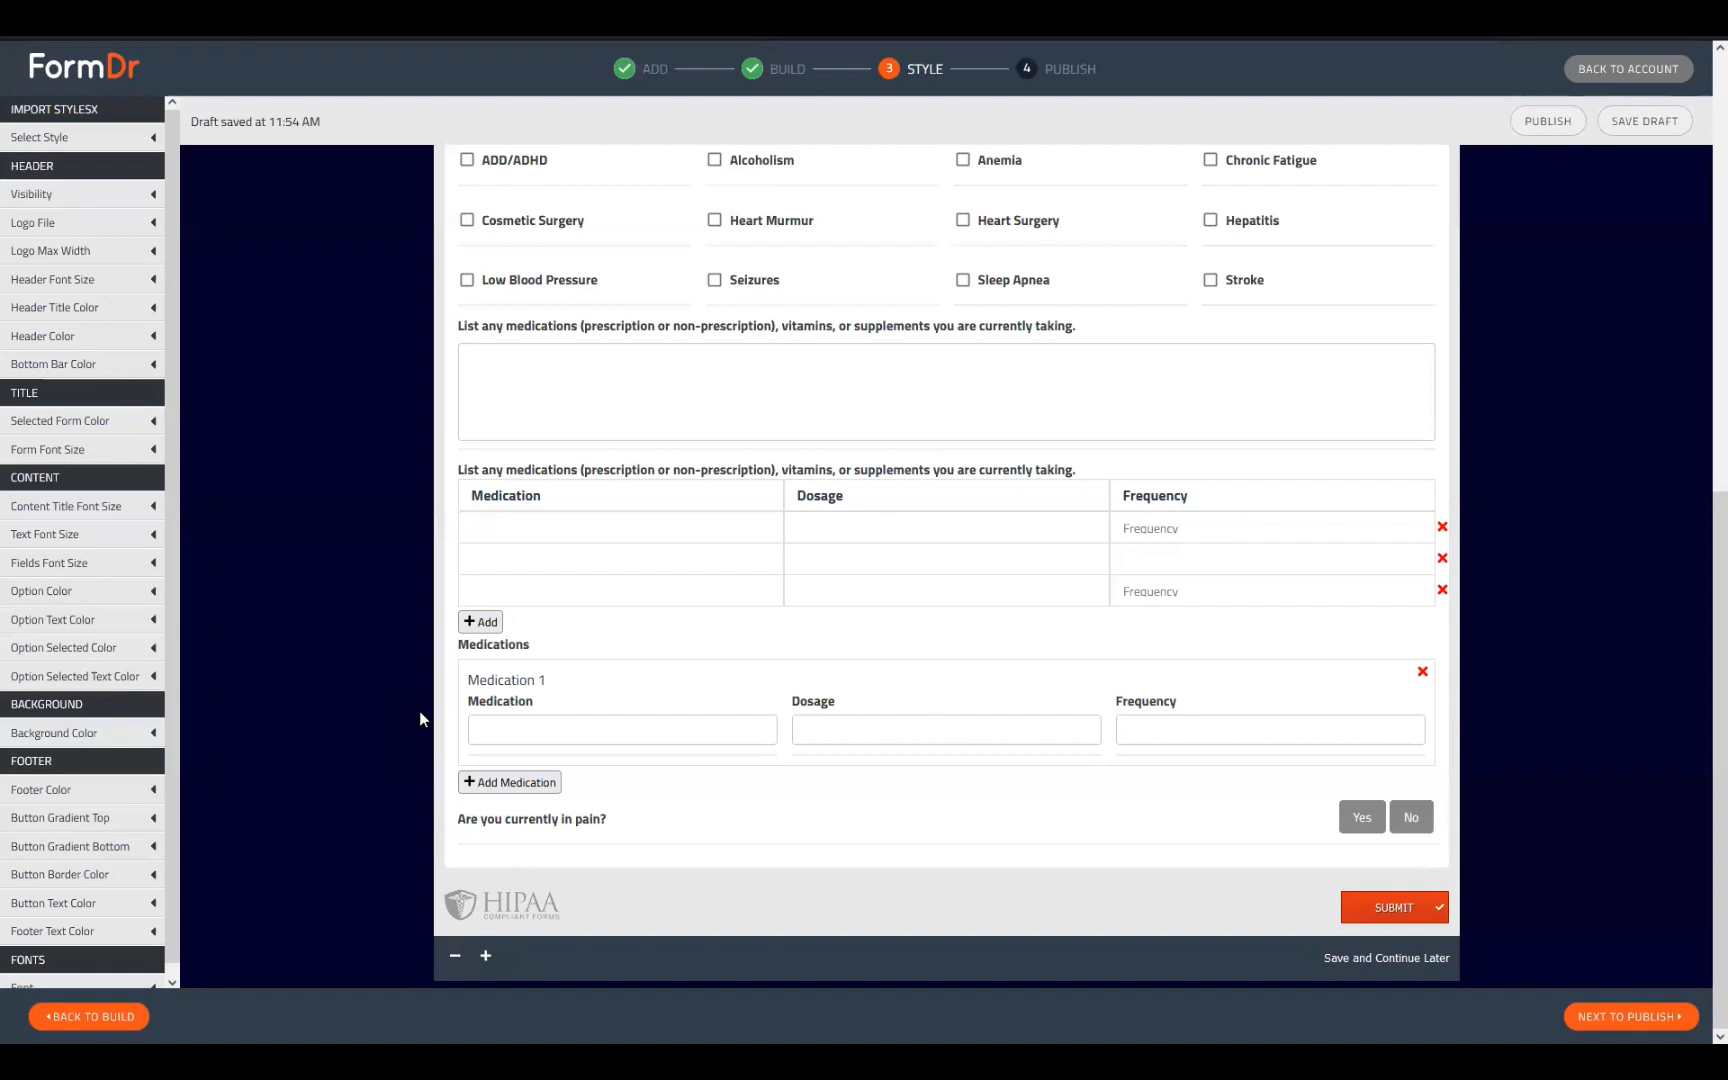 FormDr
ADD
BUILD
3 STYLE
4 PUBLISH
BACK TO ACCOUNT
IMPORT STYLESX
Select Style
HEADER
Visibility
Logo File
Logo Max Width
Header Font Size
Header Title Color
Header Color
Bottom Bar Color
TITLE
Selected Form Color
Form Font Size
CONTENT
Content Title Font Size
Text Font Size
Fields Font Size
Option Color
Option Text Color
Option Selected Color
Option Selected Text Color
BACKGROUND
Background Color
FOOTER
Footer Color
Button Gradient Top
Button Gradient Bottom
Button Border Color
Button Text Color
Footer Text Color
FONTS
Font
Draft saved at 11:54 AM
PUBLISH
SAVE DRAFT
ADD/ADHD Alcoholism Anemia Chronic Fatigue
Cosmetic Surgery Heart Murmur Heart Surgery Hepatitis
Low Blood Pressure Seizures Sleep Apnea Stroke
List any medications (prescription or non-prescription), vitamins, or supplements you are currently taking.
List any medications (prescription or non-prescription), vitamins, or supplements you are currently taking.
Medication Dosage Frequency
Frequency
Frequency
+ Add
Medications
Medication 1
Medication Dosage Frequency
+ Add Medication
Are you currently in pain?
Yes No
HIPAA
COMPLIANT FORMS
SUBMIT
− +
Save and Continue Later
BACK TO BUILD
NEXT TO PUBLISH